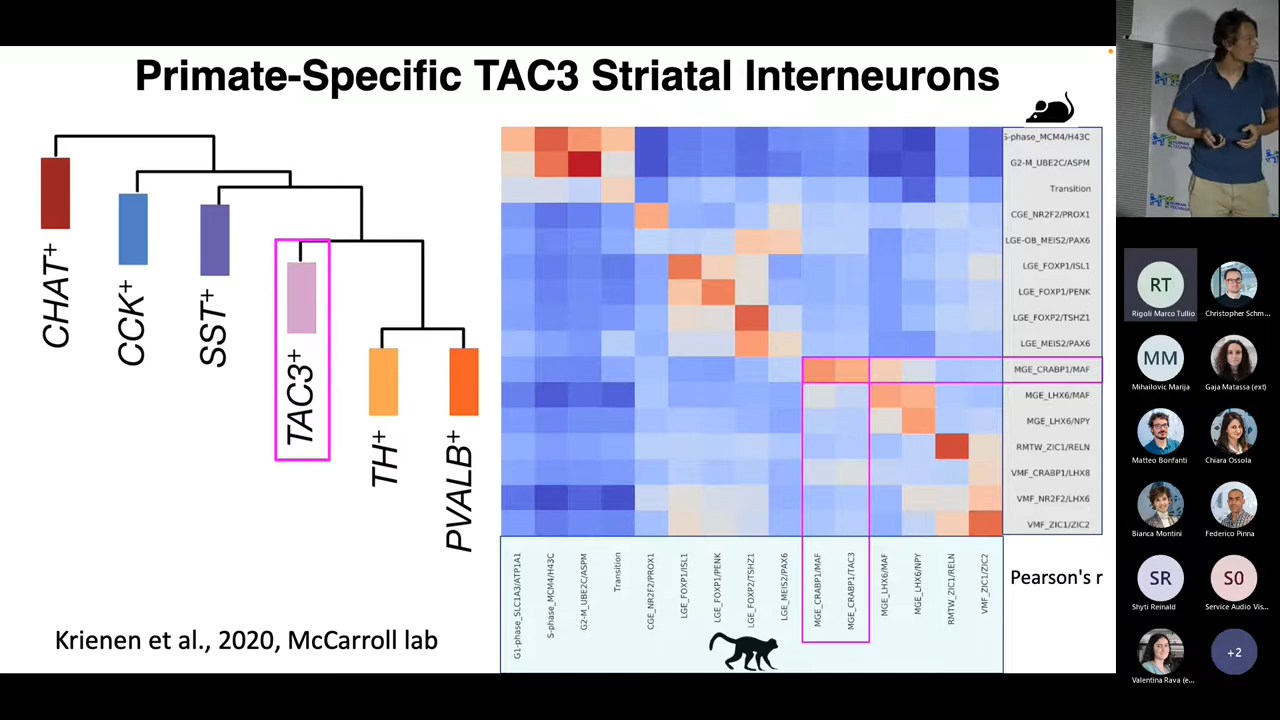 Primate-Specific TAC3 Striatal Interneurons
CHAT+
CCK+
SST+
TAC3+
TH+
PVALB+
S-phase_MCM4/H43C
G2-M_UBE2C/ASPM
Transition
CGE_NR2F2/PROX1
LGE-OB_MEIS2/PAX6
LGE_FOXP1/ISL1
LGE_FOXP1/PENK
LGE_FOXP2/TSHZ1
LGE_MEIS2/PAX6
MGE_CRABP1/MAF
MGE_LHX6/MAF
MGE_LHX6/NPY
RMTW_ZIC1/RELN
VMF_CRABP1/LHX8
VMF_NR2F2/LHX6
VMF_ZIC1/ZIC2
G1-phase_SLC1A3/ATP1A1
S-phase_MCM4/H43C
G2-M_UBE2C/ASPM
Transition
CGE_NR2F2/PROX1
LGE_FOXP1/ISL1
LGE_FOXP1/PENK
LGE_FOXP2/TSHZ1
LGE_MEIS2/PAX6
MGE_CRABP1/MAF
MGE_CRABP1/TAC3
MGE_LHX6/MAF
MGE_LHX6/NPY
RMTW_ZIC1/RELN
VMF_ZIC1/ZIC2
Pearson's r
Krienen et al., 2020, McCarroll lab
HUMAN
RT
Rigoli Marco Tullio
Christopher Schm...
MM
Mihailovic Marija
Gaja Matassa (ext)
Matteo Bonfanti
Chiara Ossola
Bianca Montini
Federico Pinna
SR
Shyti Reinald
S0
Service Audio Vis...
Valentina Rava (e...
+2